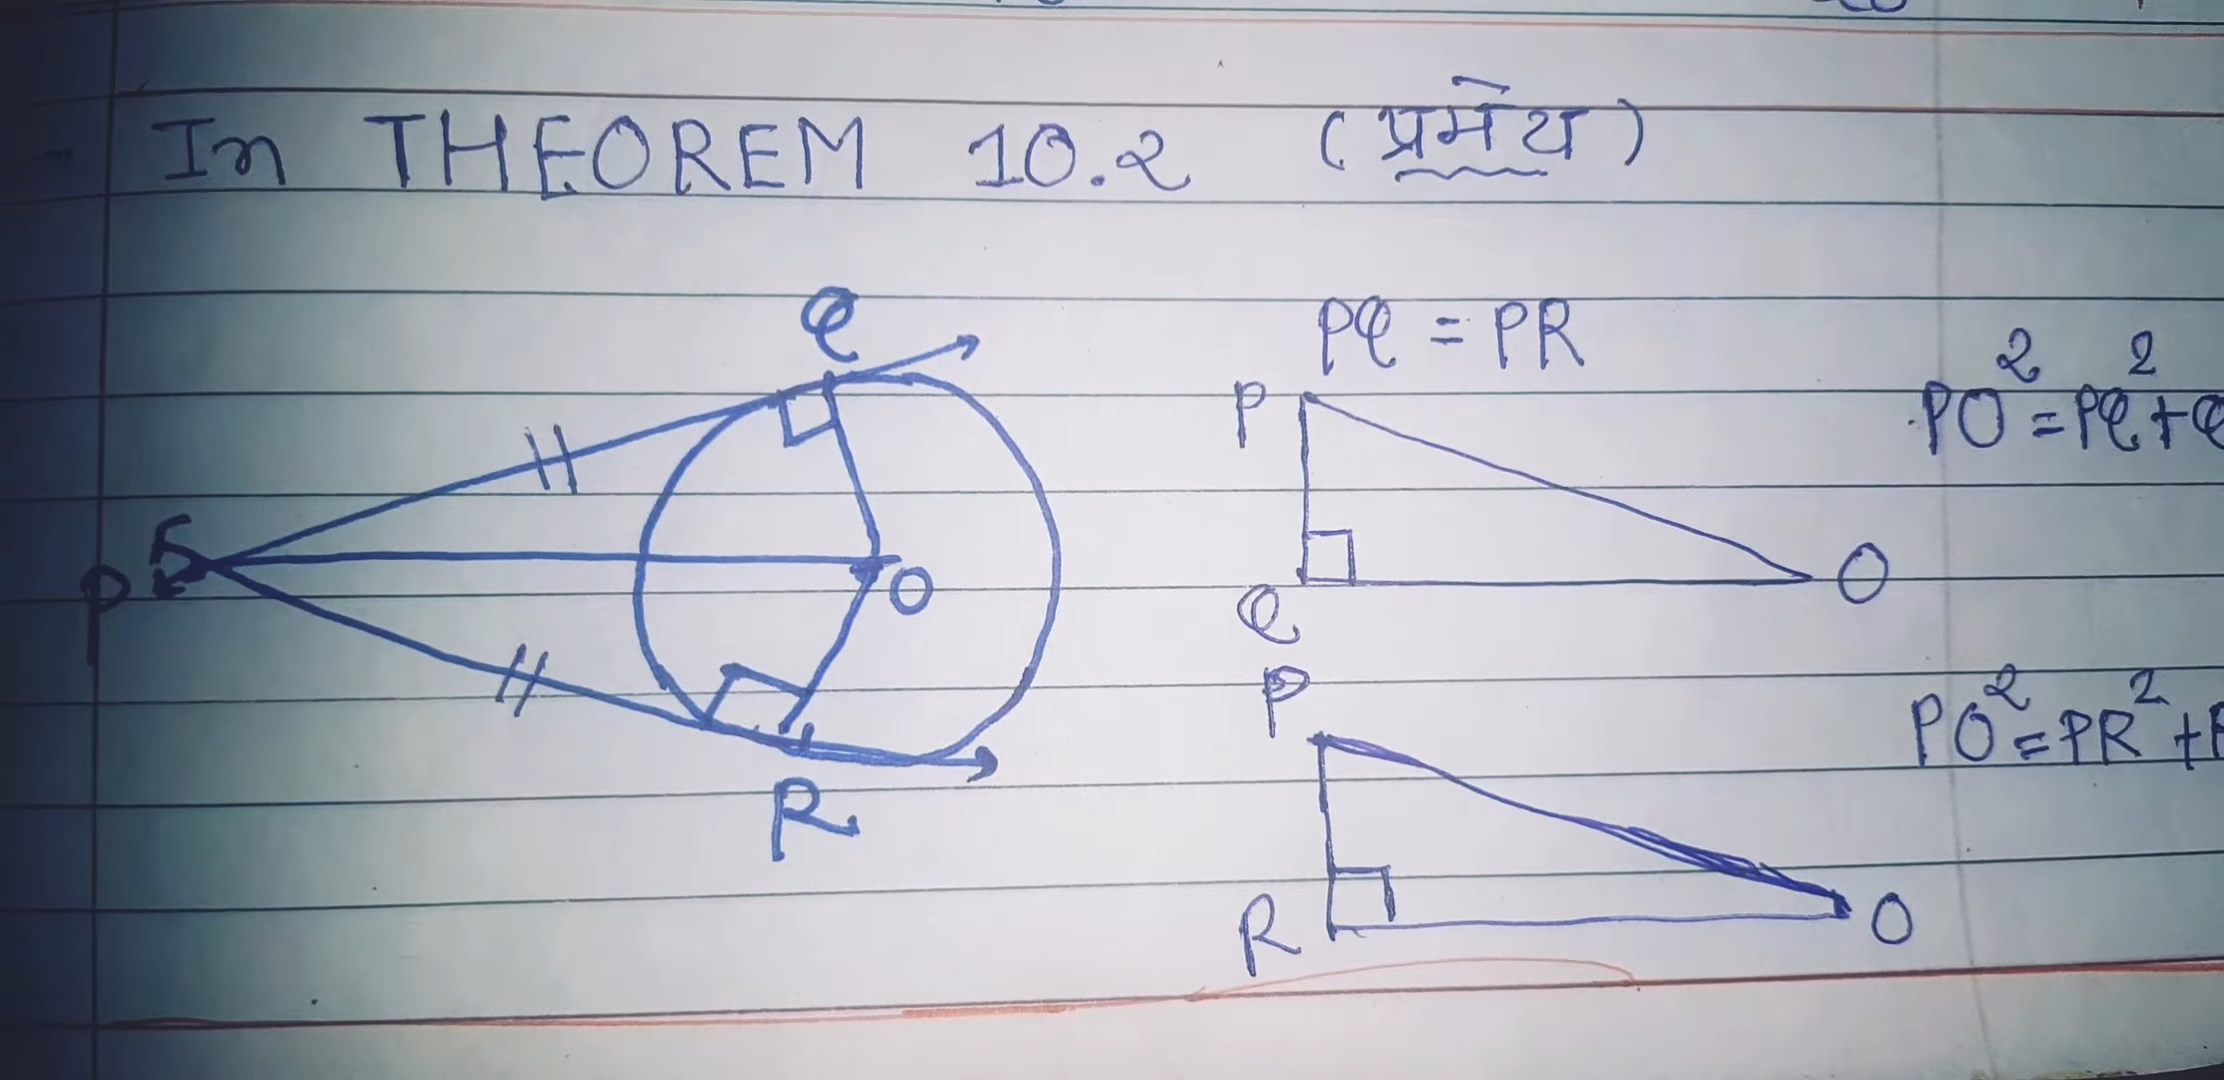 In THEOREM 10.2 (प्रमेय)
Q
PQ = PR
P
PO² = PQ² +
P
O
O
Q
P
PO² = PR² +
R
R
O